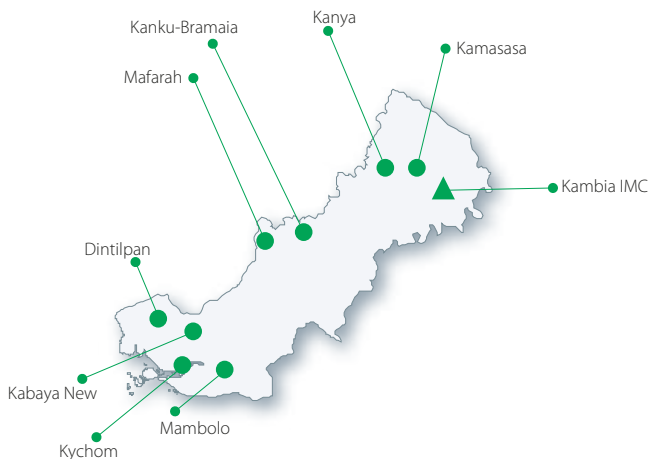 Kanya
Kanku-Bramaia
Kamasasa
Mafarah
Kambia IMC
Dintilpan
Kabaya New
Mambolo
Kychom